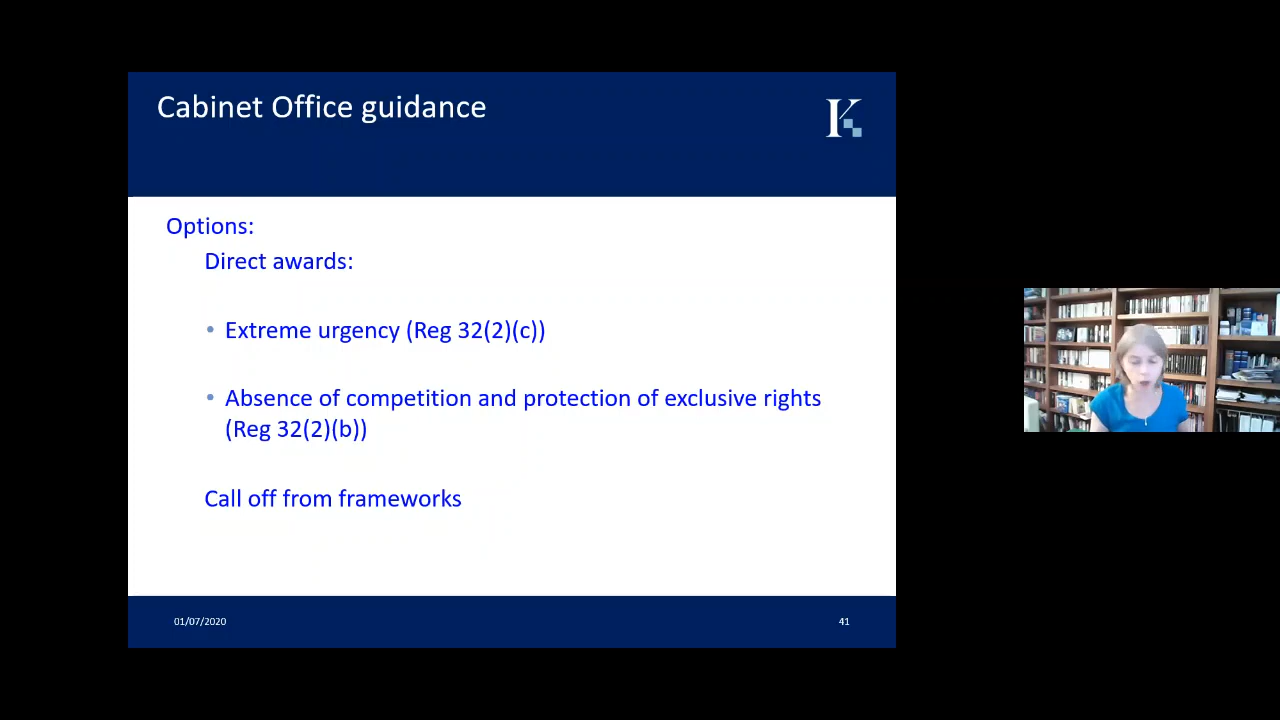 Cabinet Office guidance
K
Options:
Direct awards:
• Extreme urgency (Reg 32(2)(c))
• Absence of competition and protection of exclusive rights
(Reg 32(2)(b))
Call off from frameworks
01/07/2020
41